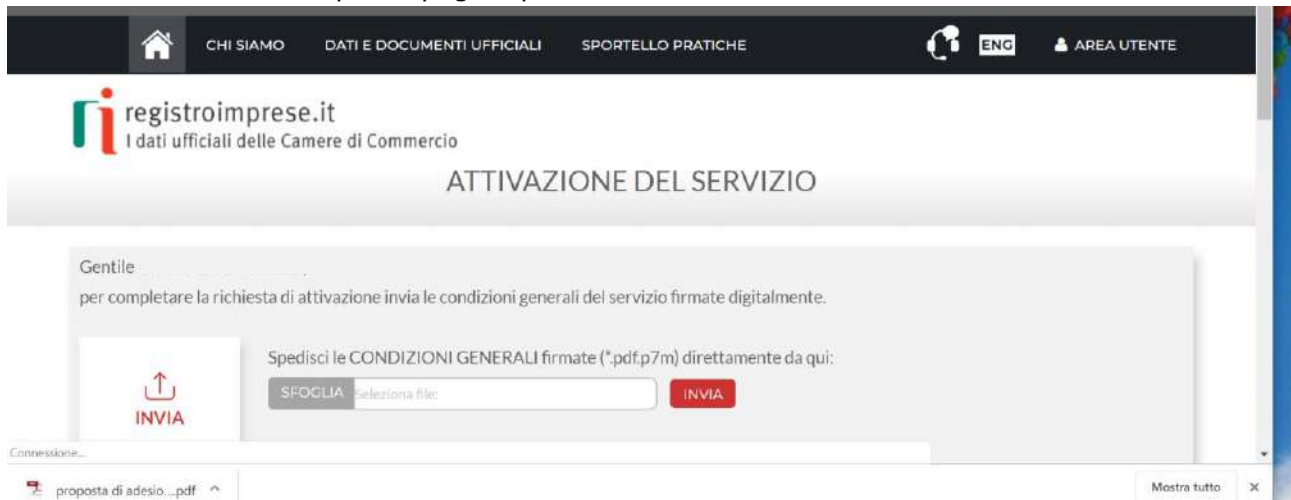 CHI SIAMO DATI E DOCUMENTI UFFICIALI SPORTELLO PRATICHE ENG AREA UTENTE
registroimprese.it
I dati ufficiali delle Camere di Commercio
ATTIVAZIONE DEL SERVIZIO
Gentile
per completare la richiesta di attivazione invia le condizioni generali del servizio firmate digitalmente.
Spedisci le CONDIZIONI GENERALI firmate (*.pdf.p7m) direttamente da qui:
SFOGLIA Seleziona file: INVIA
INVIA
Connessione...
proposta di adesio....pdf Mostra tutto